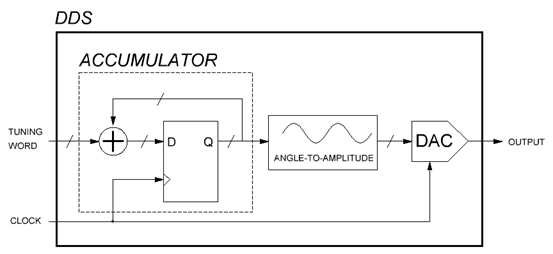 DDS
ACCUMULATOR
TUNING
WORD
+
D
Q
ANGLE-TO-AMPLITUDE
DAC
OUTPUT
CLOCK